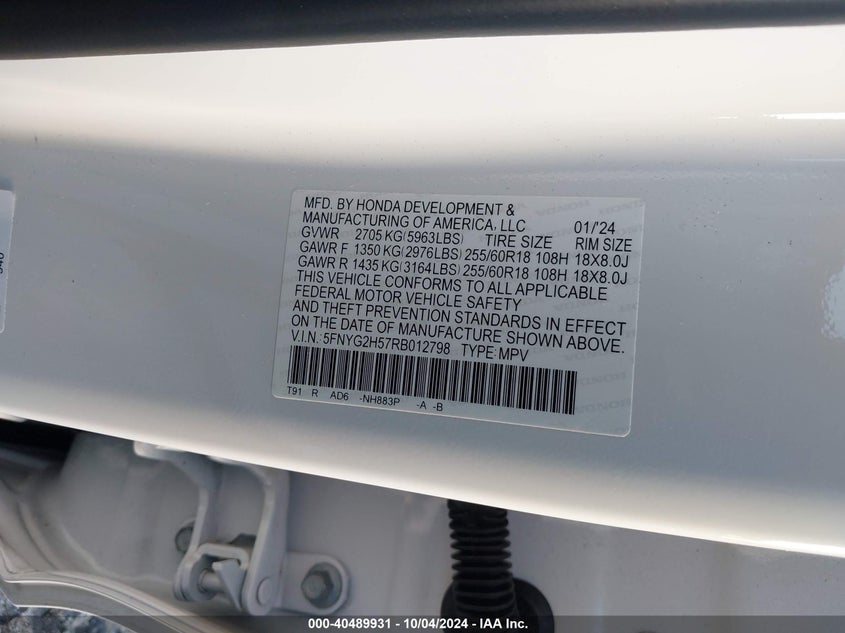 MFD. BY HONDA DEVELOPMENT &
MANUFACTURING OF AMERICA, LLC 01/'24
GVWR 2705 KG(5963LBS) TIRE SIZE RIM SIZE
GAWR F 1350 KG(2976LBS) 255/60R18 108H 18X8.0J
GAWR R 1435 KG(3164LBS) 255/60R18 108H 18X8.0J
THIS VEHICLE CONFORMS TO ALL APPLICABLE
FEDERAL MOTOR VEHICLE SAFETY
AND THEFT PREVENTION STANDARDS IN EFFECT
ON THE DATE OF MANUFACTURE SHOWN ABOVE.
V.I.N.: 5FNYG2H57RB012798 TYPE: MPV
T91 R AD6 -NH883P -A -B
000-40489931 - 10/04/2024 - IAA Inc.